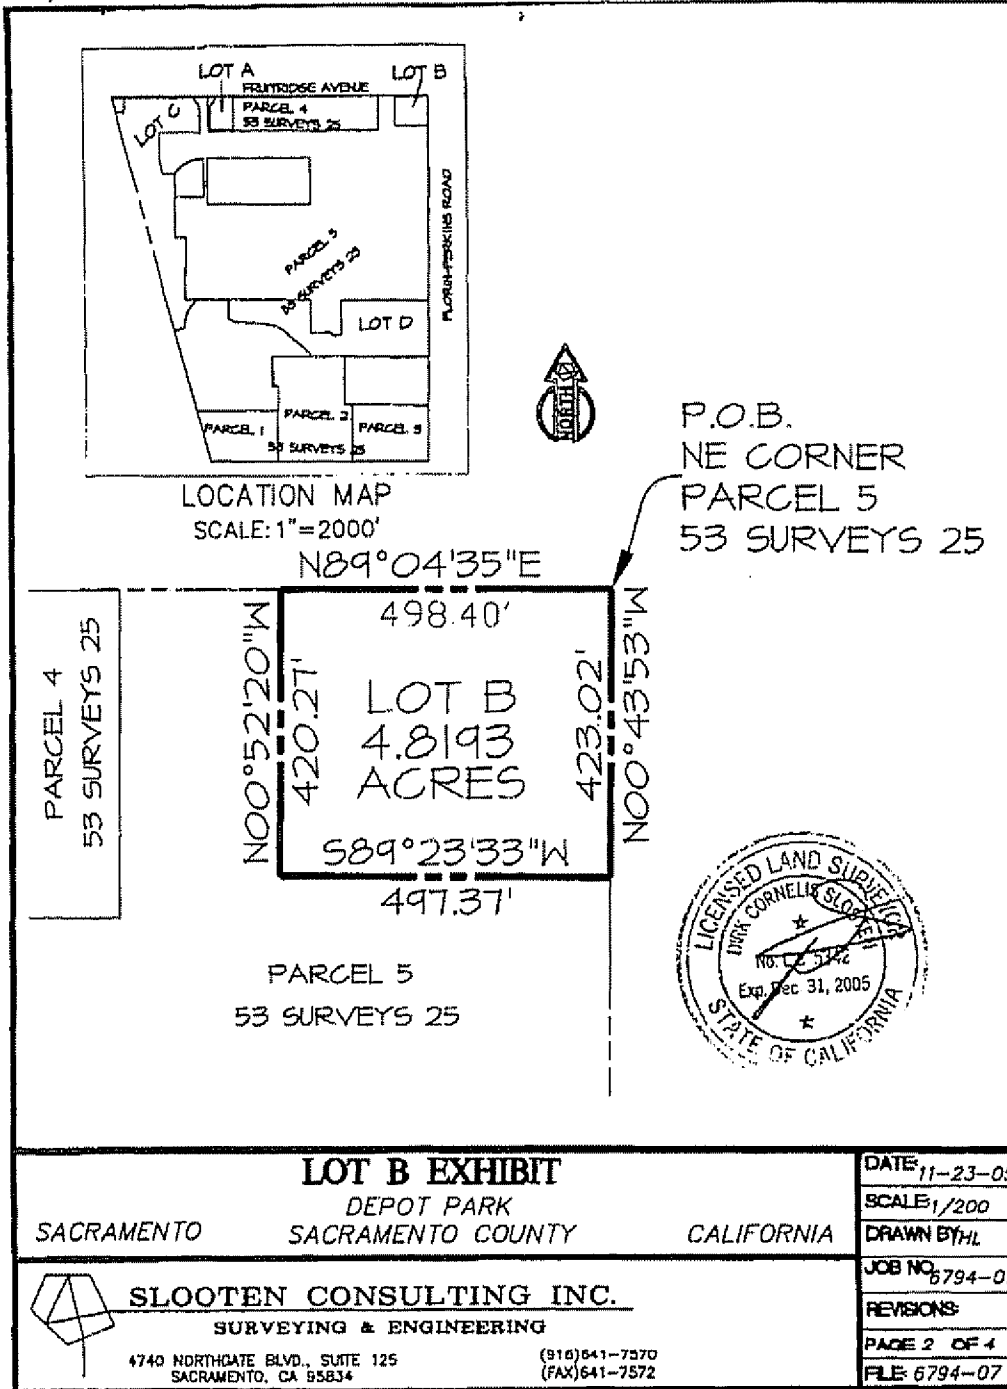 LOT A
LOT B
FRUITRIDGE AVENUE
PARCEL 4
53 SURVEYS 25
LOT C
FLORIN-PERKINS ROAD
PARCEL 5
53 SURVEYS 25
LOT D
PARCEL 1
PARCEL 2
PARCEL 3
53 SURVEYS 25
LOCATION MAP
SCALE: 1"=2000'
NORTH
P.O.B.
NE CORNER
PARCEL 5
53 SURVEYS 25
N89°04'35"E
498.40'
PARCEL 4
53 SURVEYS 25
N00°52'20"W
420.27'
LOT B
4.8193
ACRES
423.02'
N00°43'53"W
S89°23'33"W
497.37'
PARCEL 5
53 SURVEYS 25
LICENSED LAND SURVEYOR
DIRK CORNELIS
No.
Exp. Dec 31, 2005
STATE OF CALIFORNIA
LOT B EXHIBIT
DEPOT PARK
SACRAMENTO SACRAMENTO COUNTY CALIFORNIA
DATE: 11-23-0
SCALE: 1/200
DRAWN BY: HL
JOB NO. 6794-0
REVISIONS:
PAGE 2 OF 4
FILE: 6794-07
SLOOTEN CONSULTING INC.
SURVEYING & ENGINEERING
4740 NORTHGATE BLVD., SUITE 125
SACRAMENTO, CA 95834
(916)641-7570
(FAX)641-7572